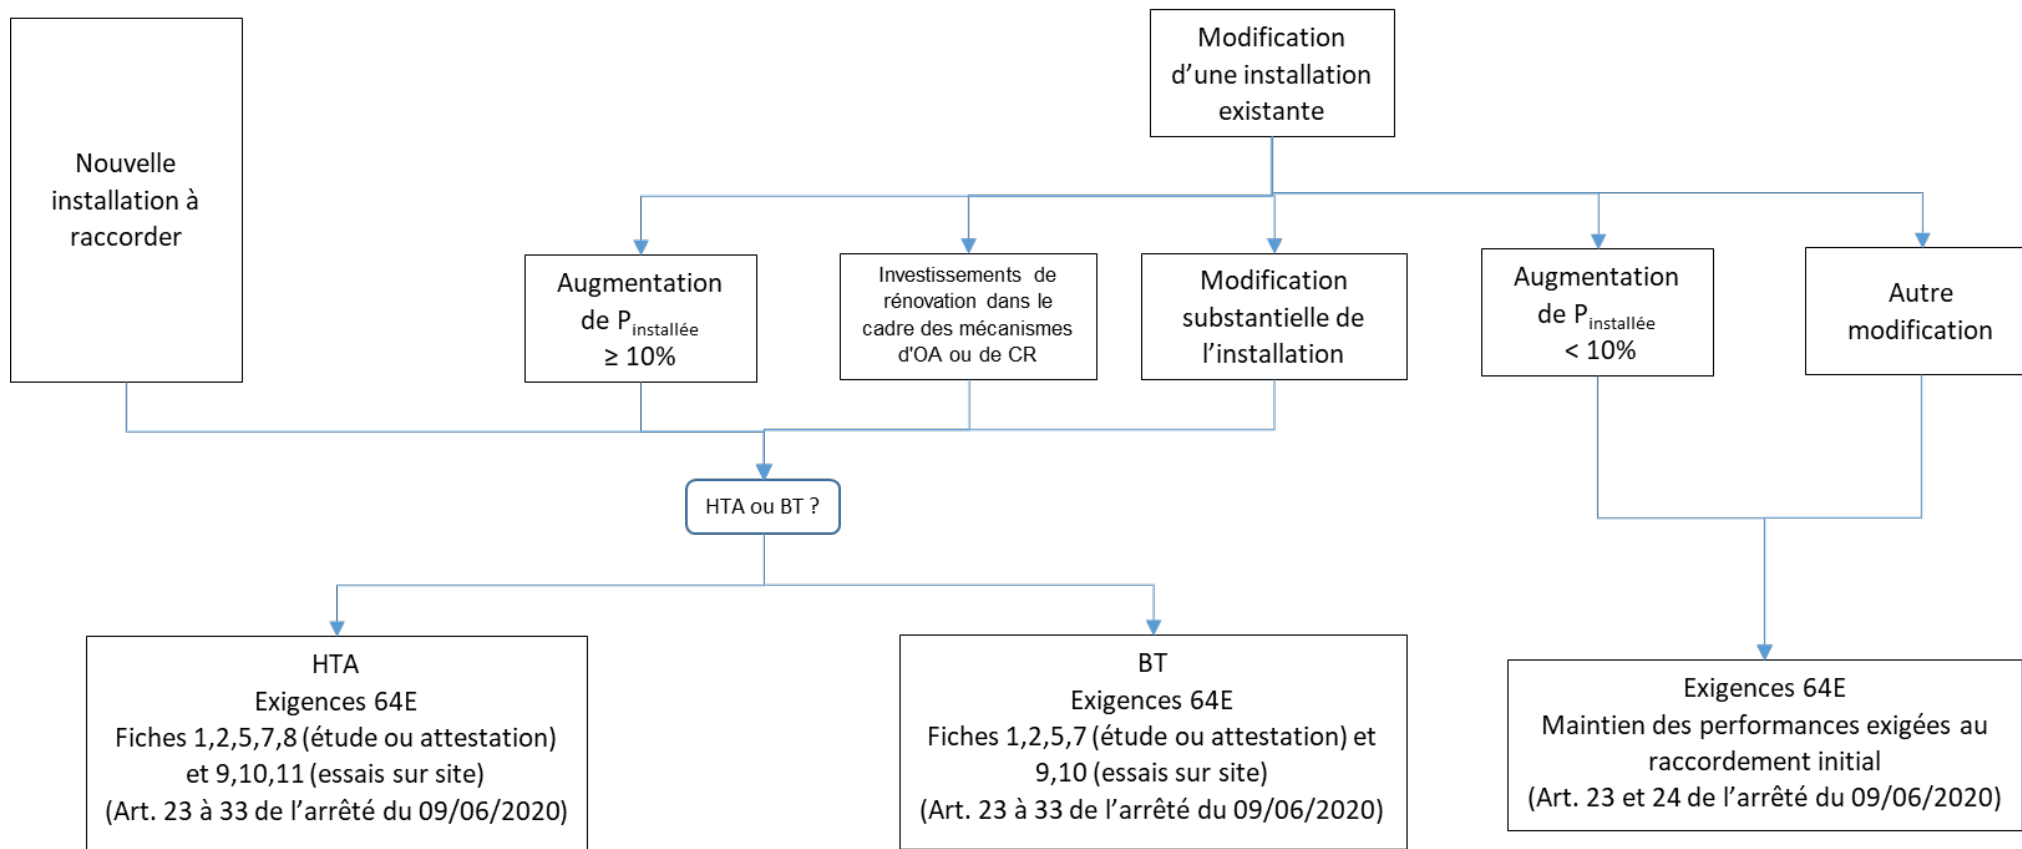 Nouvelle
installation à
raccorder
Modification
d’une installation
existante
Augmentation
de Pinstallée
≥ 10%
Investissements de
rénovation dans le
cadre des mécanismes
d'OA ou de CR
Modification
substantielle de
l’installation
Augmentation
de Pinstallée
< 10%
Autre
modification
HTA ou BT ?
HTA
Exigences 64E
Fiches 1,2,5,7,8 (étude ou attestation)
et 9,10,11 (essais sur site)
(Art. 23 à 33 de l’arrêté du 09/06/2020)
BT
Exigences 64E
Fiches 1,2,5,7 (étude ou attestation) et
9,10 (essais sur site)
(Art. 23 à 33 de l’arrêté du 09/06/2020)
Exigences 64E
Maintien des performances exigées au
raccordement initial
(Art. 23 et 24 de l’arrêté du 09/06/2020)